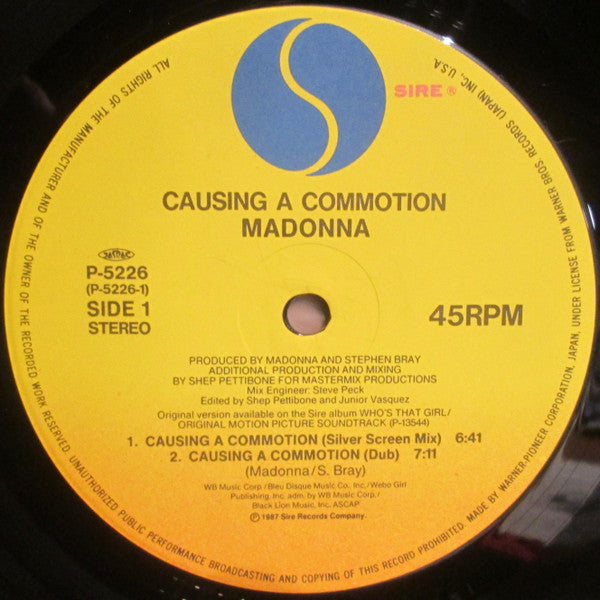 SIRE ®
CAUSING A COMMOTION
MADONNA
JASRAC
P-5226
(P-5226-1)
SIDE 1
STEREO
45RPM
PRODUCED BY MADONNA AND STEPHEN BRAY
ADDITIONAL PRODUCTION AND MIXING
BY SHEP PETTIBONE FOR MASTERMIX PRODUCTIONS
Mix Engineer: Steve Peck
Edited by Shep Pettibone and Junior Vasquez
Original version available on the Sire album WHO'S THAT GIRL/
ORIGINAL MOTION PICTURE SOUNDTRACK (P-13544)
1. CAUSING A COMMOTION (Silver Screen Mix) 6:41
2. CAUSING A COMMOTION (Dub) 7:11
(Madonna/S. Bray)
WB Music Corp./Bleu Disque Music Co. Inc./Webo Girl
Publishing, Inc. adm. by WB Music Corp./
Black Lion Music, Inc. ASCAP
Ⓟ1987 Sire Records Company.
ALL RIGHTS OF THE MANUFACTURER AND OF THE OWNER OF THE RECORDED WORK RESERVED. UNAUTHORIZED PUBLIC PERFORMANCE BROADCASTING AND COPYING OF THIS RECORD PROHIBITED. MADE BY WARNER-PIONEER CORPORATION, JAPAN, UNDER LICENSE FROM WARNER BROS. RECORDS (JAPAN) INC., U.S.A.